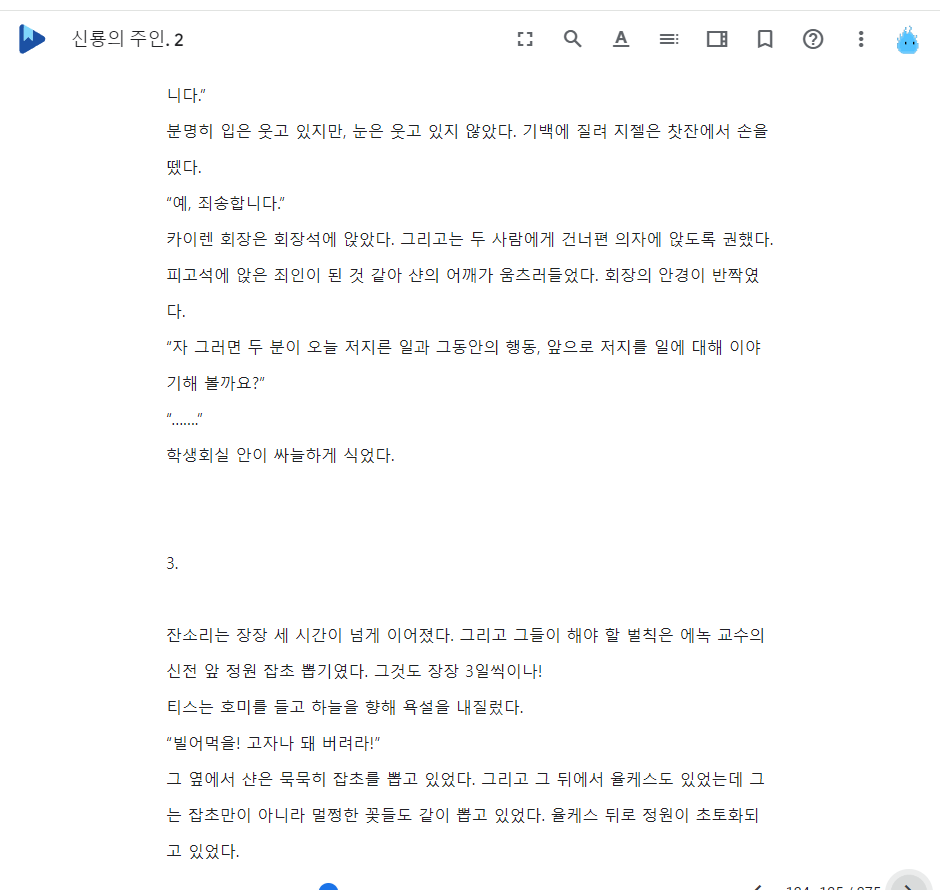 신룡의 주인. 2
니다.”
분명히 입은 웃고 있지만, 눈은 웃고 있지 않았다. 기백에 질려 지젤은 찻잔에서 손을
뗐다.
“예, 죄송합니다.”
카이렌 회장은 회장석에 앉았다. 그리고는 두 사람에게 건너편 의자에 앉도록 권했다.
피고석에 앉은 죄인이 된 것 같아 샨의 어깨가 움츠러들었다. 회장의 안경이 반짝였
다.
“자 그러면 두 분이 오늘 저지른 일과 그동안의 행동, 앞으로 저지를 일에 대해 이야
기해 볼까요?”
“…….”
학생회실 안이 싸늘하게 식었다.
3.
잔소리는 장장 세 시간이 넘게 이어졌다. 그리고 그들이 해야 할 벌칙은 에녹 교수의
신전 앞 정원 잡초 뽑기였다. 그것도 장장 3일씩이나!
티스는 호미를 들고 하늘을 향해 욕설을 내질렀다.
“빌어먹을! 고자나 돼 버려라!”
그 옆에서 샨은 묵묵히 잡초를 뽑고 있었다. 그리고 그 뒤에서 율케스도 있었는데 그
는 잡초만이 아니라 멀쩡한 꽃들도 같이 뽑고 있었다. 율케스 뒤로 정원이 초토화되
고 있었다.